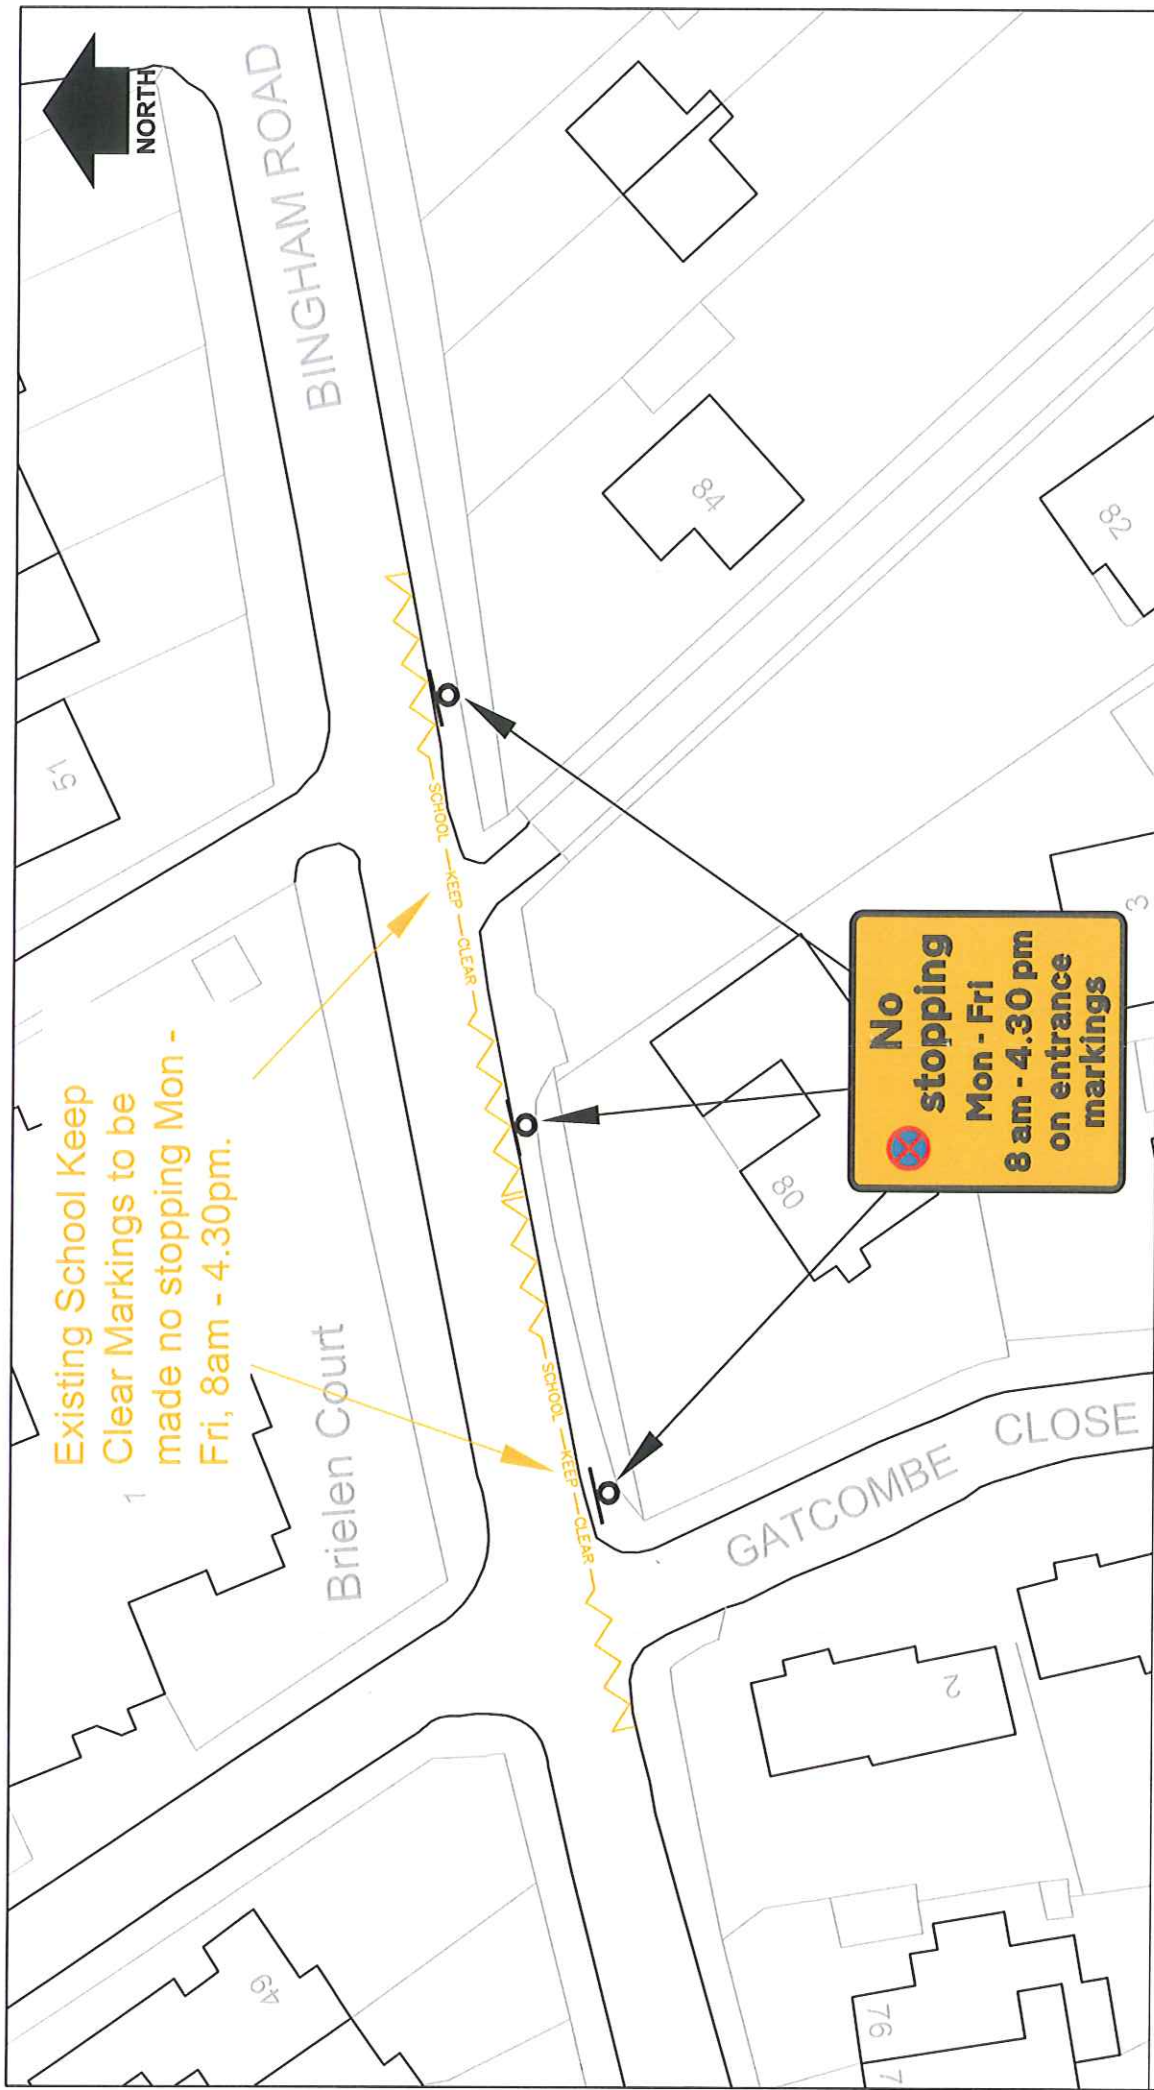 NORTH
BINGHAM ROAD
Existing School Keep
Clear Markings to be
made no stopping Mon -
Fri, 8am - 4.30pm.
Brielen Court
1
51
49
SCHOOL KEEP CLEAR
SCHOOL KEEP CLEAR
84
82
80
3
No
stopping
Mon - Fri
8 am - 4.30 pm
on entrance
markings
GATCOMBE CLOSE
2
76
7